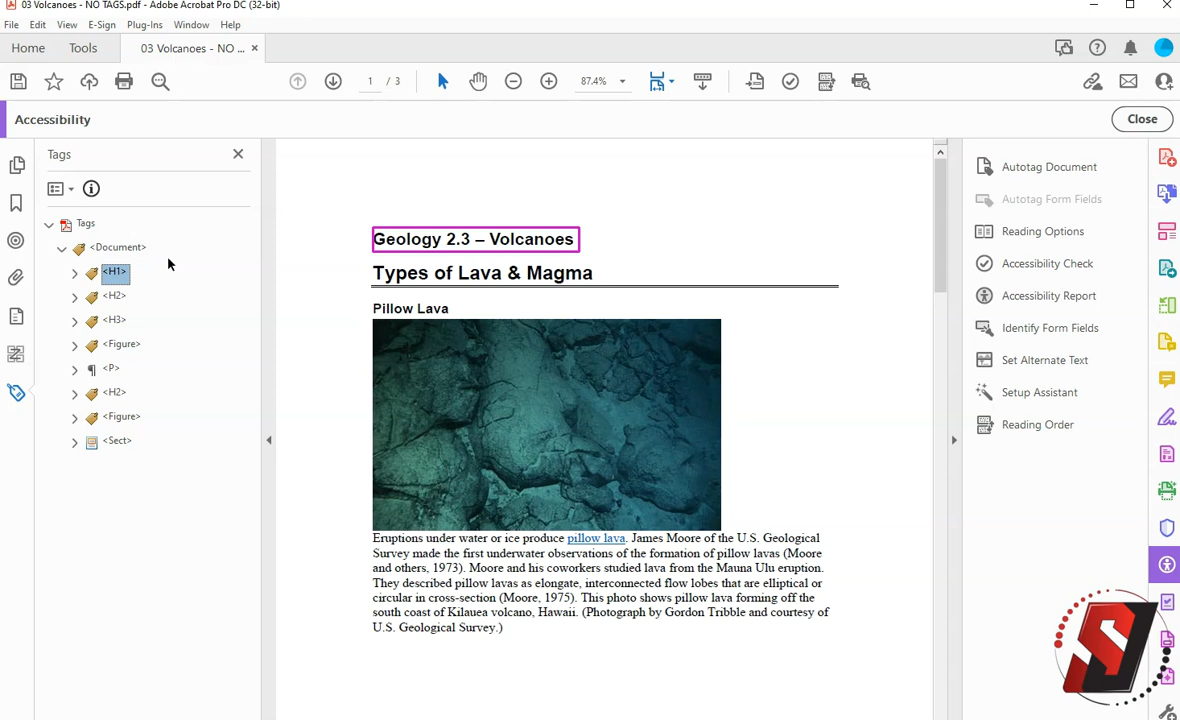 03 Volcanoes - NO TAGS.pdf - Adobe Acrobat Pro DC (32-bit)
File Edit View E-Sign Plug-Ins Window Help
Home Tools 03 Volcanoes - NO ... ×
1 / 3 87.4%
Accessibility Close
Tags
Tags
<Document>
<H1>
<H2>
<H3>
<Figure>
<P>
<H2>
<Figure>
<Sect>
Geology 2.3 – Volcanoes
Types of Lava & Magma
Pillow Lava
Eruptions under water or ice produce pillow lava. James Moore of the U.S. Geological
Survey made the first underwater observations of the formation of pillow lavas (Moore
and others, 1973). Moore and his coworkers studied lava from the Mauna Ulu eruption.
They described pillow lavas as elongate, interconnected flow lobes that are elliptical or
circular in cross-section (Moore, 1975). This photo shows pillow lava forming off the
south coast of Kilauea volcano, Hawaii. (Photograph by Gordon Tribble and courtesy of
U.S. Geological Survey.)
Autotag Document
Autotag Form Fields
Reading Options
Accessibility Check
Accessibility Report
Identify Form Fields
Set Alternate Text
Setup Assistant
Reading Order